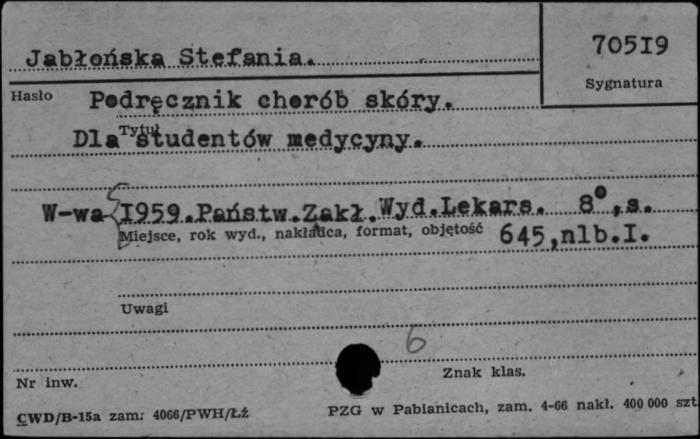 Jabłońska Stefania.
70519
Sygnatura
Hasło
Podręcznik chorób skóry.
Tytuł
Dla studentów medycyny.
W-wa 1959.Państw.Zakł.Wyd.Lekars. 8°,s.
Miejsce, rok wyd., nakładca, format, objętość
645,nlb.I.
Uwagi
6
Nr inw.
Znak klas.
CWD/B-15a zam: 4066/PWH/ŁŻ
PZG w Pabianicach, zam. 4-66 nakł. 400 000 szt